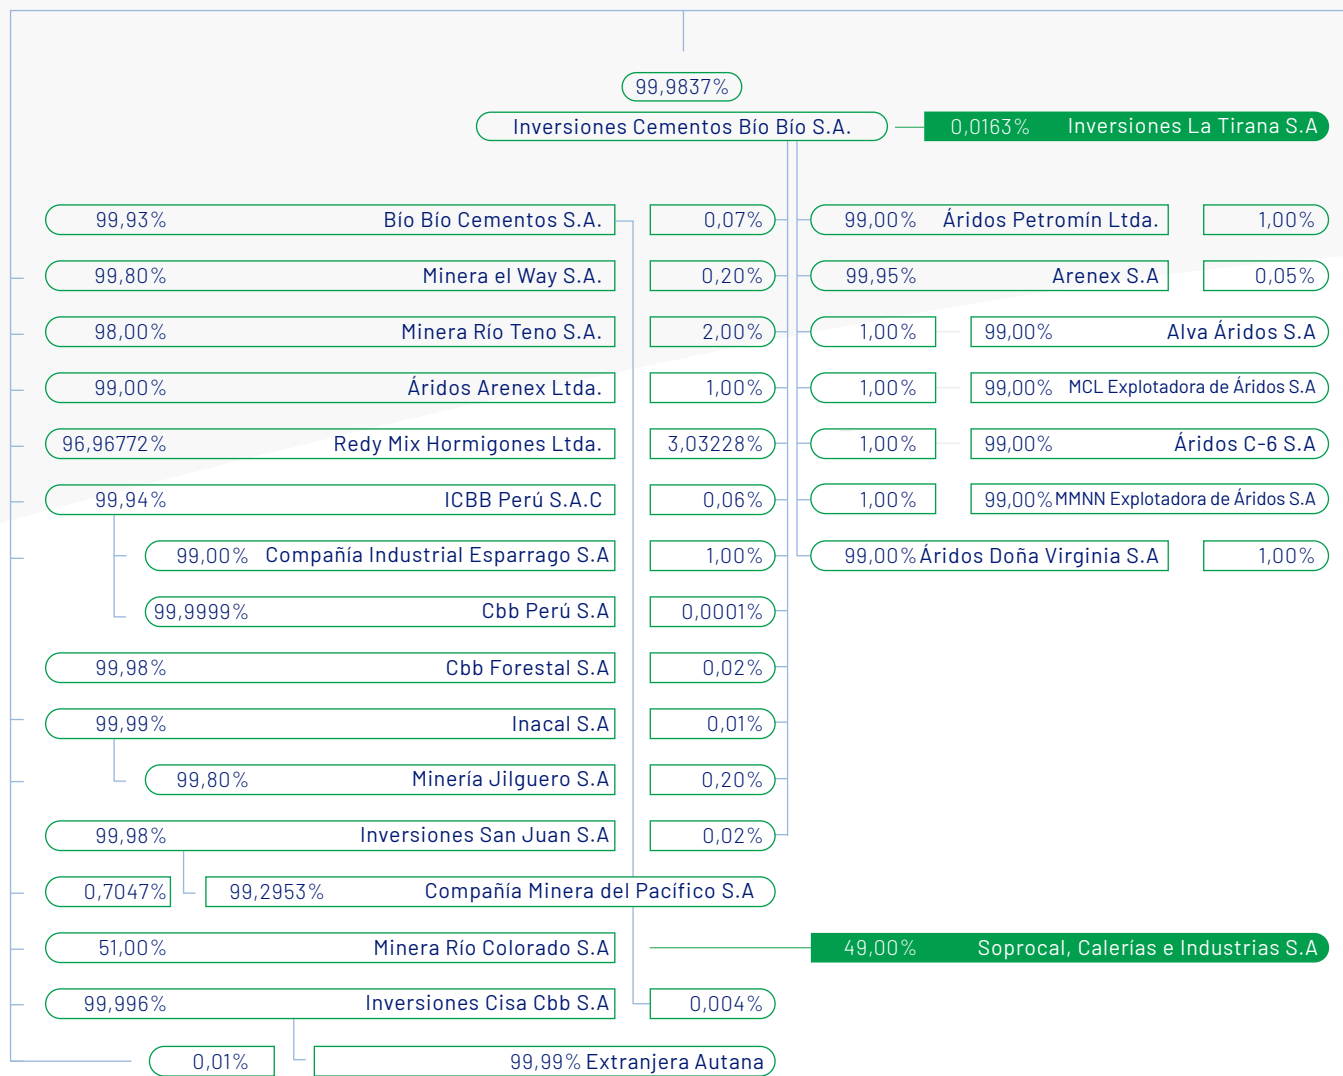 99,9837%
Inversiones Cementos Bío Bío S.A. 0,0163% Inversiones La Tirana S.A
99,93% Bío Bío Cementos S.A. 0,07% 99,00% Áridos Petromín Ltda. 1,00%
99,80% Minera el Way S.A. 0,20% 99,95% Arenex S.A 0,05%
98,00% Minera Río Teno S.A. 2,00% 1,00% 99,00% Alva Áridos S.A
99,00% Áridos Arenex Ltda. 1,00% 1,00% 99,00% MCL Explotadora de Áridos S.A
96,96772% Redy Mix Hormigones Ltda. 3,03228% 1,00% 99,00% Áridos C-6 S.A
99,94% ICBB Perú S.A.C 0,06% 1,00% 99,00% MMNN Explotadora de Áridos S.A
99,00% Compañía Industrial Esparrago S.A 1,00% 99,00% Áridos Doña Virginia S.A 1,00%
99,9999% Cbb Perú S.A 0,0001%
99,98% Cbb Forestal S.A 0,02%
99,99% Inacal S.A 0,01%
99,80% Minería Jilguero S.A 0,20%
99,98% Inversiones San Juan S.A 0,02%
0,7047% 99,2953% Compañía Minera del Pacífico S.A
51,00% Minera Río Colorado S.A 49,00% Soprocal, Calerías e Industrias S.A
99,996% Inversiones Cisa Cbb S.A 0,004%
0,01% 99,99% Extranjera Autana